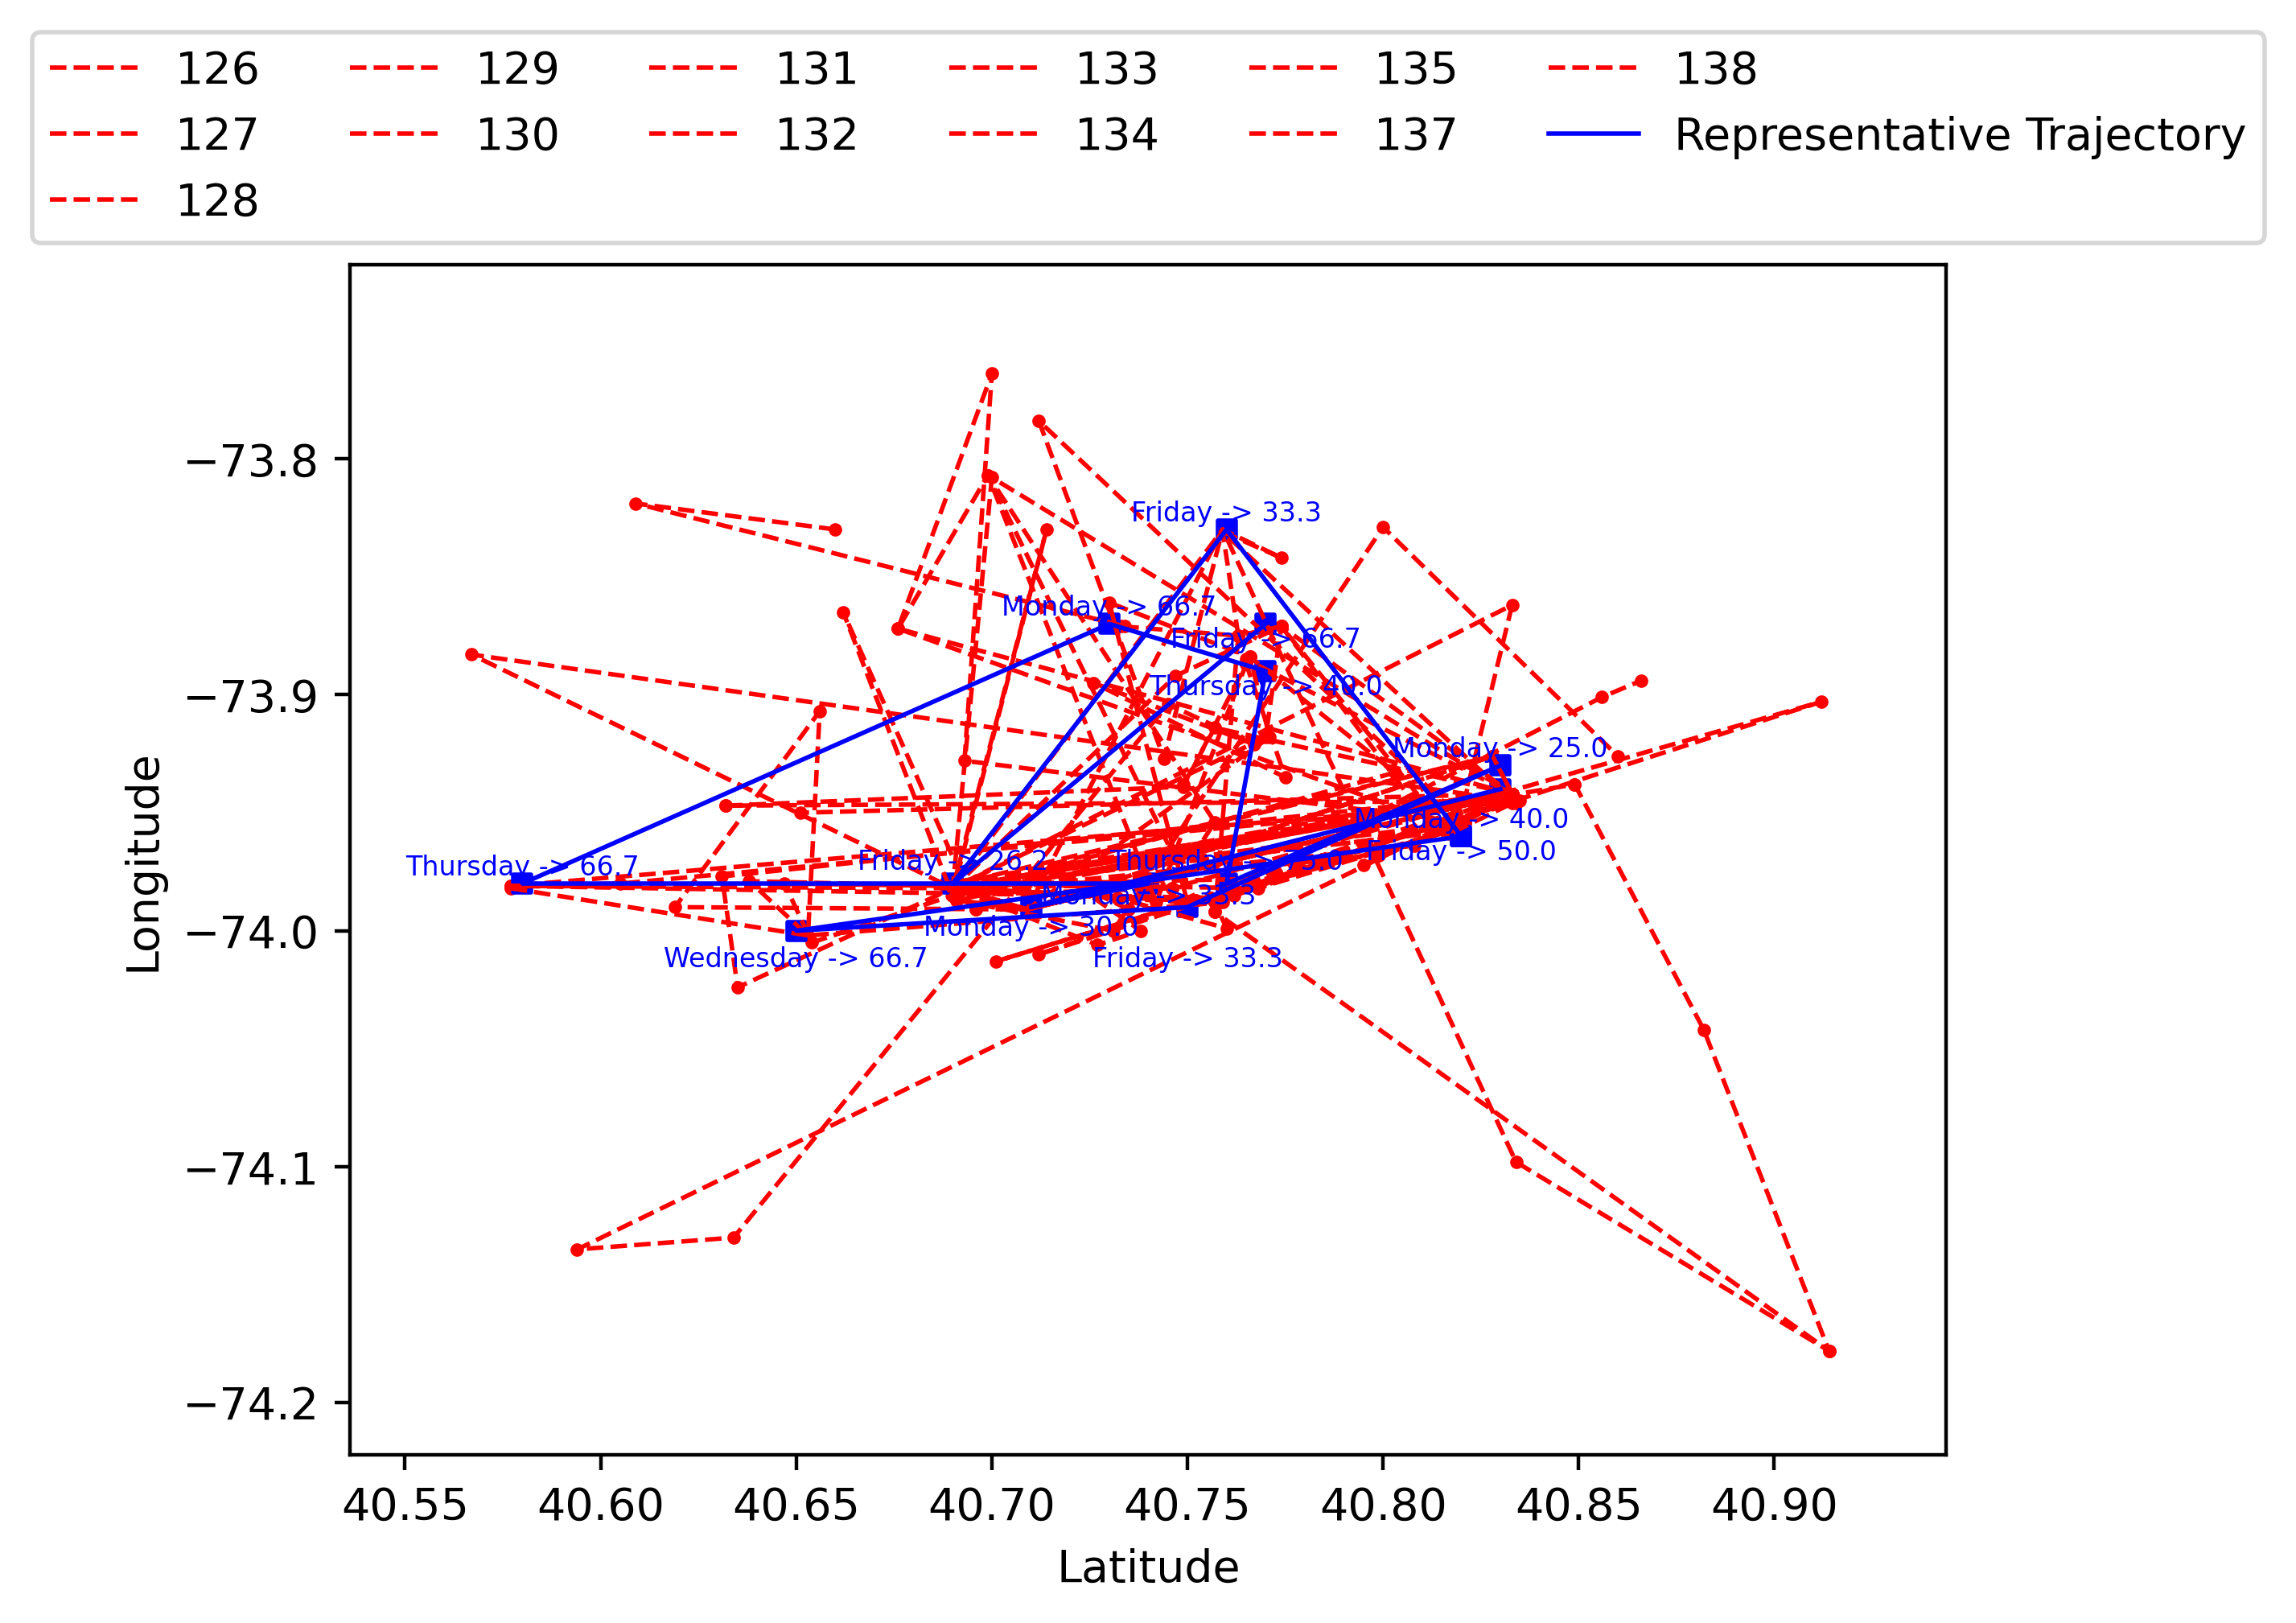 126 129 131 133 135 138
127 130 132 134 137 Representative Trajectory
128
Friday -> 33.3
Monday -> 66.7
Friday -> 66.7
Thursday -> 40.0
Monday -> 25.0
Monday -> 40.0
Friday -> 50.0
Thursday -> 66.7
Friday -> 26.2
Thursday ->
Monday -> 33.3
Monday -> 30.0
Wednesday -> 66.7
Friday -> 33.3
−73.8
−73.9
−74.0
−74.1
−74.2
Longitude
40.55 40.60 40.65 40.70 40.75 40.80 40.85 40.90
Latitude